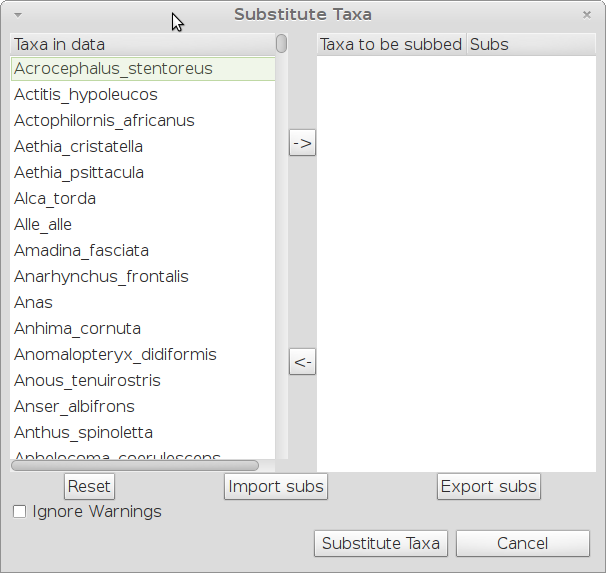 Substitute Taxa
Taxa in data
Acrocephalus_stentoreus
Actitis_hypoleucos
Actophilornis_africanus
Aethia_cristatella
Aethia_psittacula
Alca_torda
Alle_alle
Amadina_fasciata
Anarhynchus_frontalis
Anas
Anhima_cornuta
Anomalopteryx_didiformis
Anous_tenuirostris
Anser_albifrons
Anthus_spinoletta
Aphelocoma_coerulescens
->
<-
Taxa to be subbed Subs
Reset Import subs Export subs
Ignore Warnings
Substitute Taxa Cancel